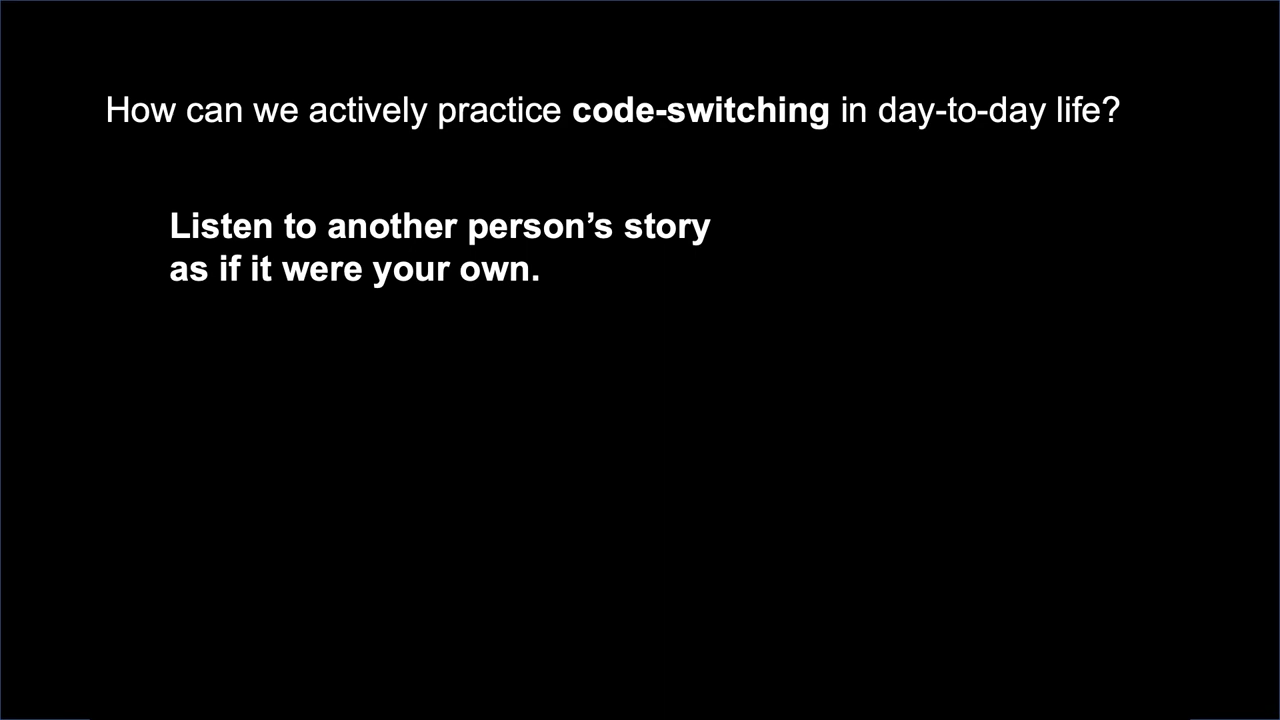 How can we actively practice code-switching in day-to-day life?
Listen to another person’s story
as if it were your own.